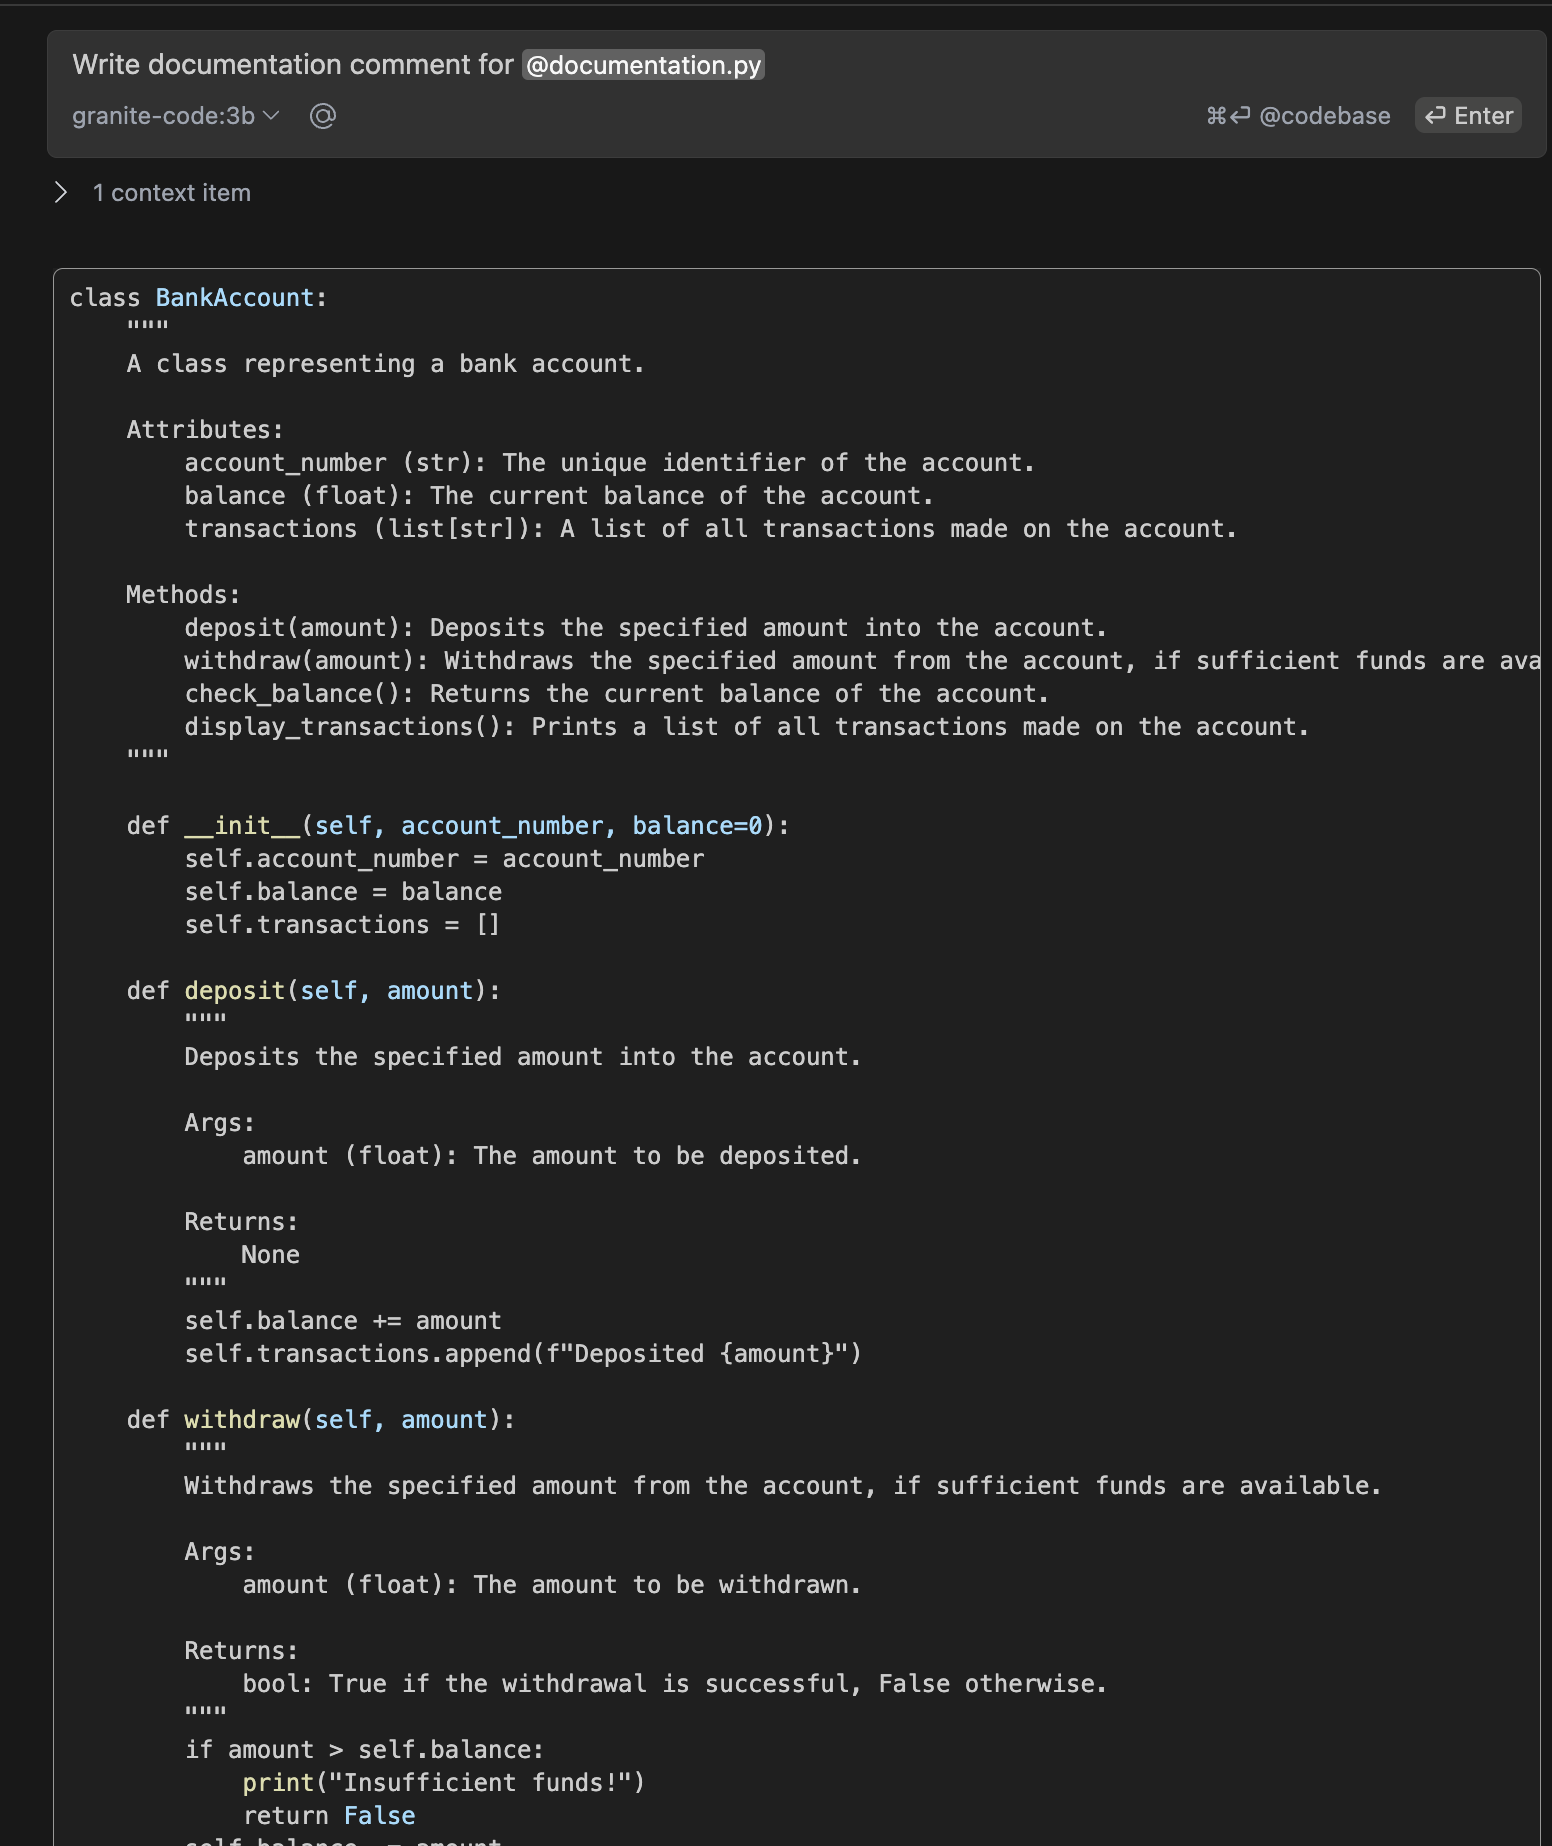 Write documentation comment for @documentation.py
granite-code:3b @ ⌘⏎ @codebase ⏎ Enter
1 context item
class BankAccount:
    """
    A class representing a bank account.

    Attributes:
        account_number (str): The unique identifier of the account.
        balance (float): The current balance of the account.
        transactions (list[str]): A list of all transactions made on the account.

    Methods:
        deposit(amount): Deposits the specified amount into the account.
        withdraw(amount): Withdraws the specified amount from the account, if sufficient funds are ava
        check_balance(): Returns the current balance of the account.
        display_transactions(): Prints a list of all transactions made on the account.
    """

    def __init__(self, account_number, balance=0):
        self.account_number = account_number
        self.balance = balance
        self.transactions = []

    def deposit(self, amount):
        """
        Deposits the specified amount into the account.

        Args:
            amount (float): The amount to be deposited.

        Returns:
            None
        """
        self.balance += amount
        self.transactions.append(f"Deposited {amount}")

    def withdraw(self, amount):
        """
        Withdraws the specified amount from the account, if sufficient funds are available.

        Args:
            amount (float): The amount to be withdrawn.

        Returns:
            bool: True if the withdrawal is successful, False otherwise.
        """
        if amount > self.balance:
            print("Insufficient funds!")
            return False